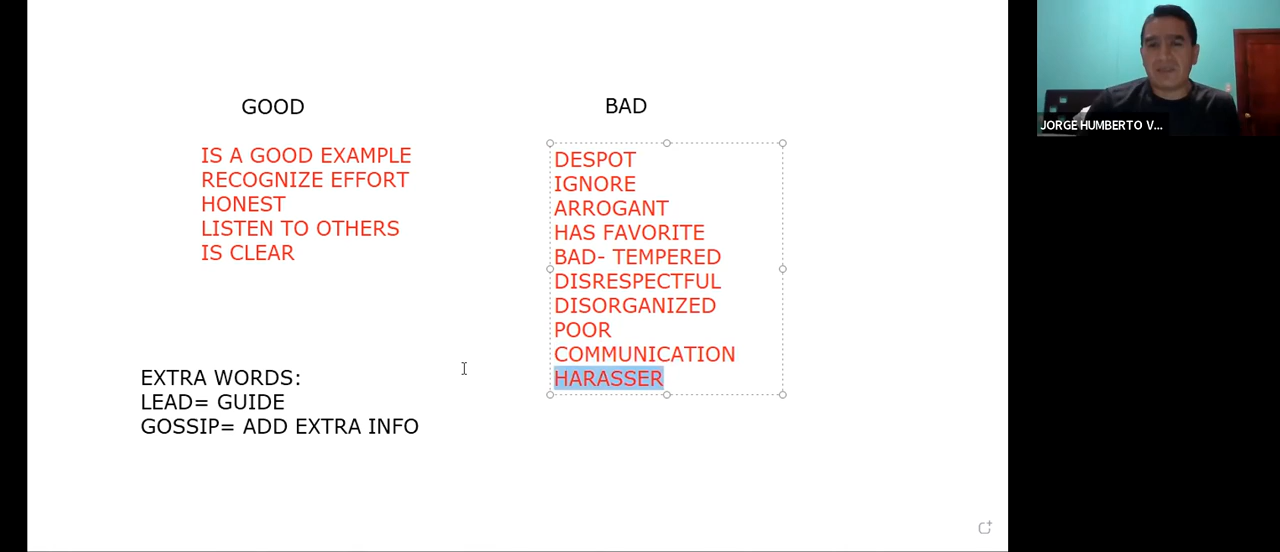 GOOD
IS A GOOD EXAMPLE
RECOGNIZE EFFORT
HONEST
LISTEN TO OTHERS
IS CLEAR
BAD
DESPOT
IGNORE
ARROGANT
HAS FAVORITE
BAD- TEMPERED
DISRESPECTFUL
DISORGANIZED
POOR
COMMUNICATION
HARASSER
EXTRA WORDS:
LEAD= GUIDE
GOSSIP= ADD EXTRA INFO
JORGE HUMBERTO V...